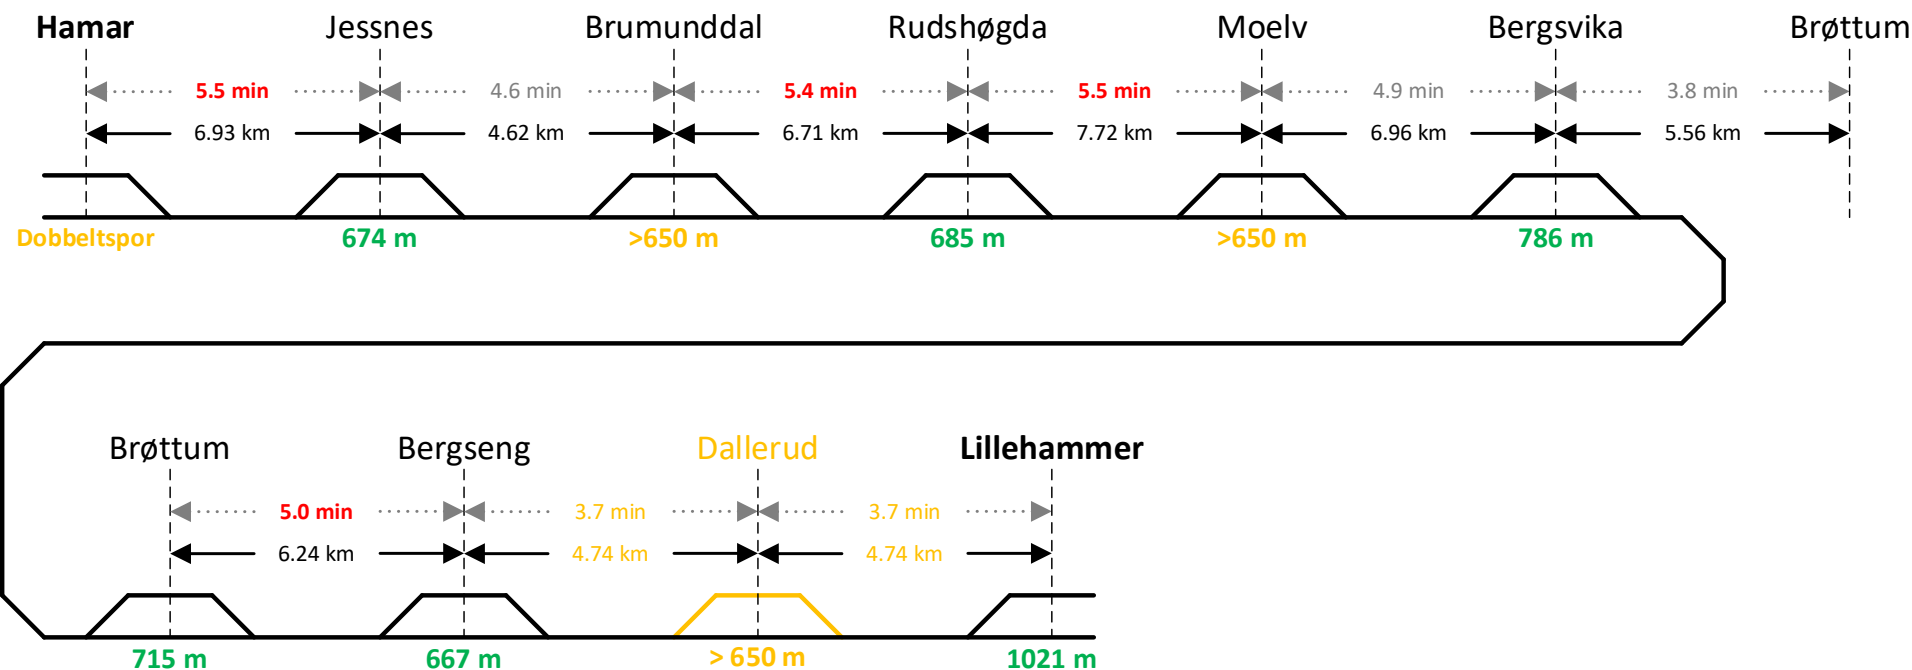 Hamar Jessnes Brumunddal Rudshøgda Moelv Bergsvika Brøttum
5.5 min 4.6 min 5.4 min 5.5 min 4.9 min 3.8 min
6.93 km 4.62 km 6.71 km 7.72 km 6.96 km 5.56 km
Dobbeltspor 674 m >650 m 685 m >650 m 786 m
Brøttum Bergseng Dallerud Lillehammer
5.0 min 3.7 min 3.7 min
6.24 km 4.74 km 4.74 km
715 m 667 m > 650 m 1021 m